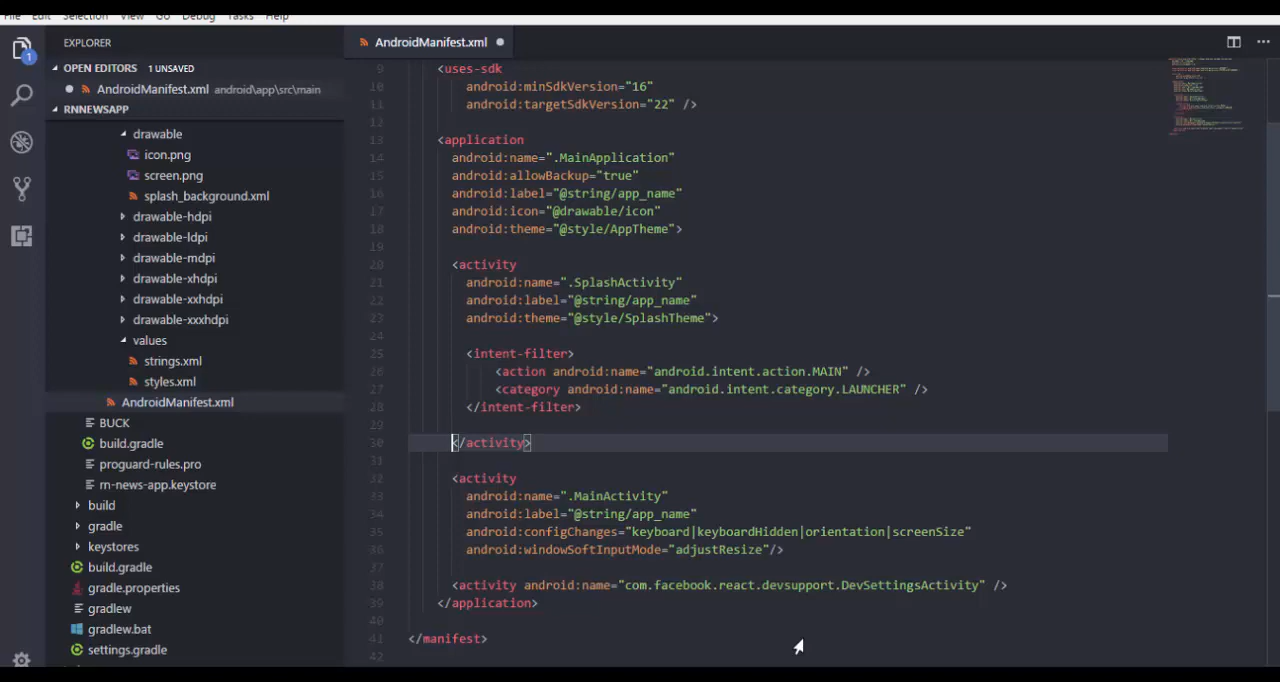 File Edit Selection View Go Debug Tasks Help
EXPLORER
OPEN EDITORS 1 UNSAVED
AndroidManifest.xml android\app\src\main
RNNEWSAPP
drawable
icon.png
screen.png
splash_background.xml
drawable-hdpi
drawable-ldpi
drawable-mdpi
drawable-xhdpi
drawable-xxhdpi
drawable-xxxhdpi
values
strings.xml
styles.xml
AndroidManifest.xml
BUCK
build.gradle
proguard-rules.pro
rn-news-app.keystore
build
gradle
keystores
build.gradle
gradle.properties
gradlew
gradlew.bat
settings.gradle
1
AndroidManifest.xml
9 <uses-sdk
10 android:minSdkVersion="16"
11 android:targetSdkVersion="22" />
12
13 <application
14 android:name=".MainApplication"
15 android:allowBackup="true"
16 android:label="@string/app_name"
17 android:icon="@drawable/icon"
18 android:theme="@style/AppTheme">
19
20 <activity
21 android:name=".SplashActivity"
22 android:label="@string/app_name"
23 android:theme="@style/SplashTheme">
24
25 <intent-filter>
26 <action android:name="android.intent.action.MAIN" />
27 <category android:name="android.intent.category.LAUNCHER" />
28 </intent-filter>
29
30 </activity>
31
32 <activity
33 android:name=".MainActivity"
34 android:label="@string/app_name"
35 android:configChanges="keyboard|keyboardHidden|orientation|screenSize"
36 android:windowSoftInputMode="adjustResize"/>
37
38 <activity android:name="com.facebook.react.devsupport.DevSettingsActivity" />
39 </application>
40
41 </manifest>
42